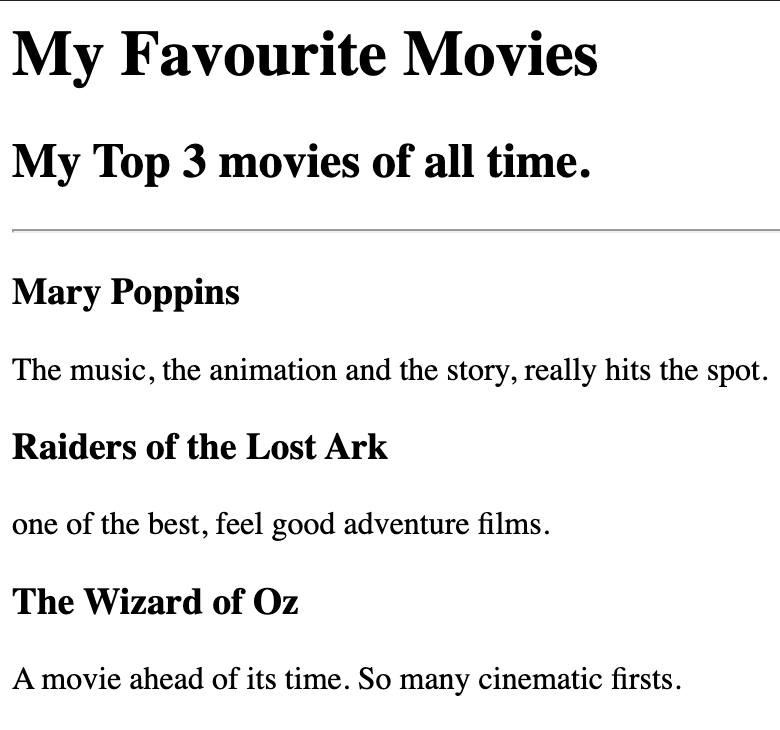 My Favourite Movies
My Top 3 movies of all time.
Mary Poppins
The music, the animation and the story, really hits the spot.
Raiders of the Lost Ark
one of the best, feel good adventure films.
The Wizard of Oz
A movie ahead of its time. So many cinematic firsts.